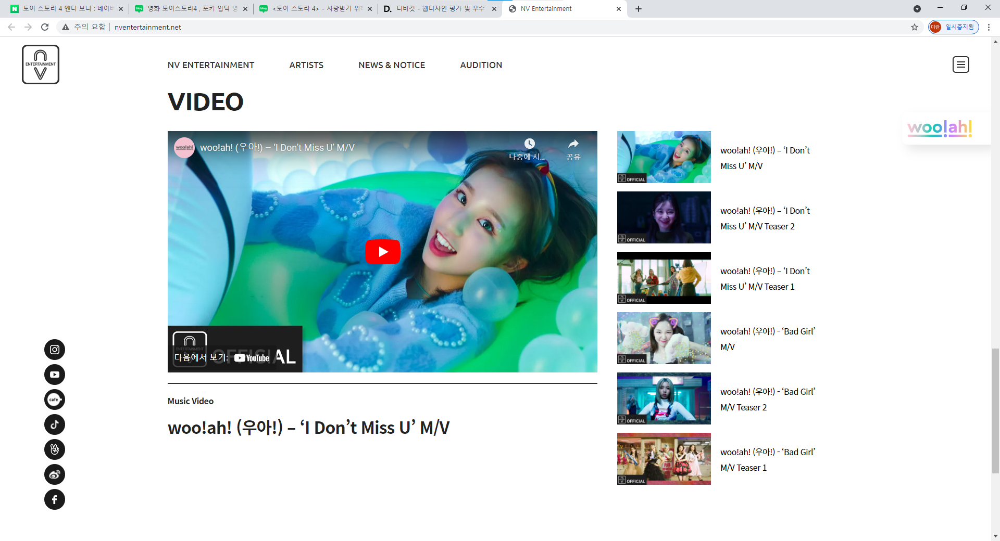 토이 스토리 4 앤디 보니 : 네이버
영화 토이스토리4 , 포키 입덕 영
<토이 스토리 4> - 사랑받기 위해
디비컷 - 웹디자인 평가 및 우수
NV Entertainment
주의 요함
nventertainment.net
미란
일시중지됨
ENTERTAINMENT
NV ENTERTAINMENT
ARTISTS
NEWS & NOTICE
AUDITION
VIDEO
woo!ah!
woo!ah!
woo!ah! (우아!) – ‘I Don’t Miss U’ M/V
나중에 시...
공유
다음에서 보기:
YouTube
OFFICIAL
Music Video
woo!ah! (우아!) – ‘I Don’t Miss U’ M/V
OFFICIAL
woo!ah! (우아!) – ‘I Don’t
Miss U’ M/V
OFFICIAL
woo!ah! (우아!) – ‘I Don’t
Miss U’ M/V Teaser 2
OFFICIAL
woo!ah! (우아!) – ‘I Don’t
Miss U’ M/V Teaser 1
OFFICIAL
woo!ah! (우아!) - ‘Bad Girl’
M/V
OFFICIAL
woo!ah! (우아!) - ‘Bad Girl’
M/V Teaser 2
OFFICIAL
woo!ah! (우아!) - ‘Bad Girl’
M/V Teaser 1
cafe